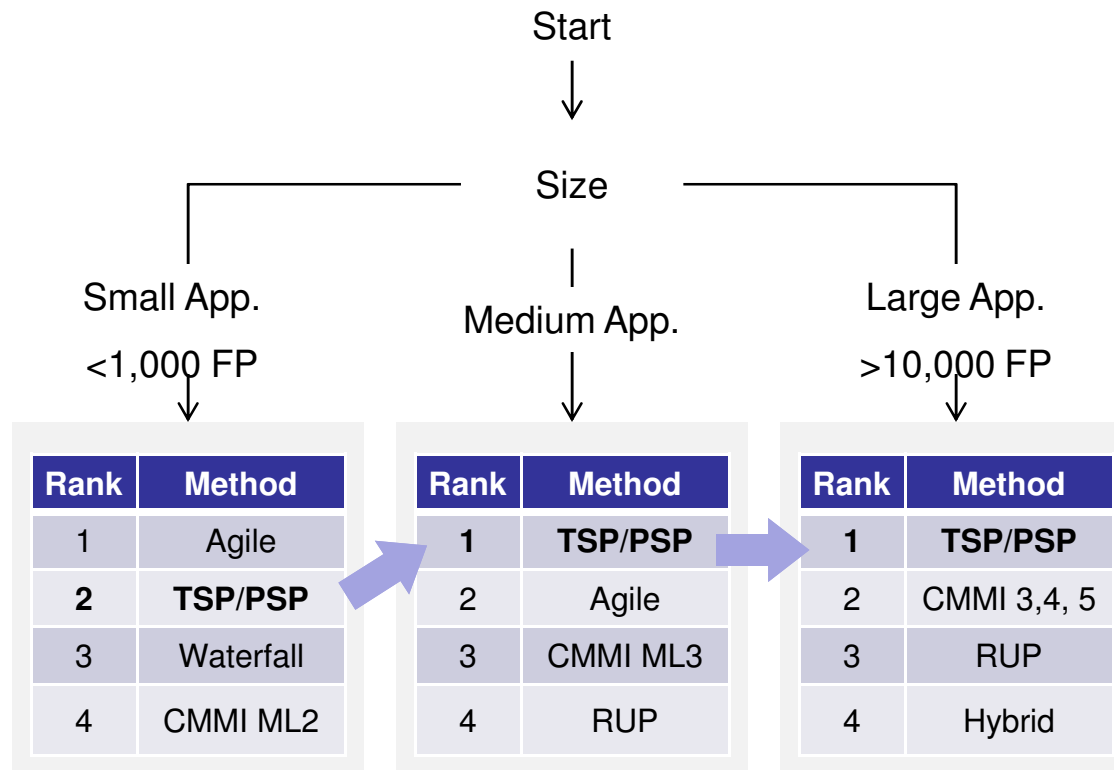 Start
Size
Small App.
<1,000 FP
Medium App.
Large App.
>10,000 FP
Rank Method
1 Agile
2 TSP/PSP
3 Waterfall
4 CMMI ML2
Rank Method
1 TSP/PSP
2 Agile
3 CMMI ML3
4 RUP
Rank Method
1 TSP/PSP
2 CMMI 3,4, 5
3 RUP
4 Hybrid